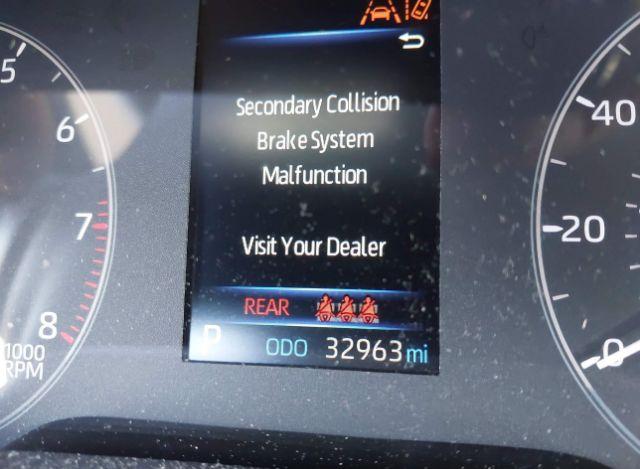 Secondary Collision
Brake System
Malfunction
Visit Your Dealer
REAR
P ODO 32963 mi
5
6
7
8
1000
RPM
40
20
0